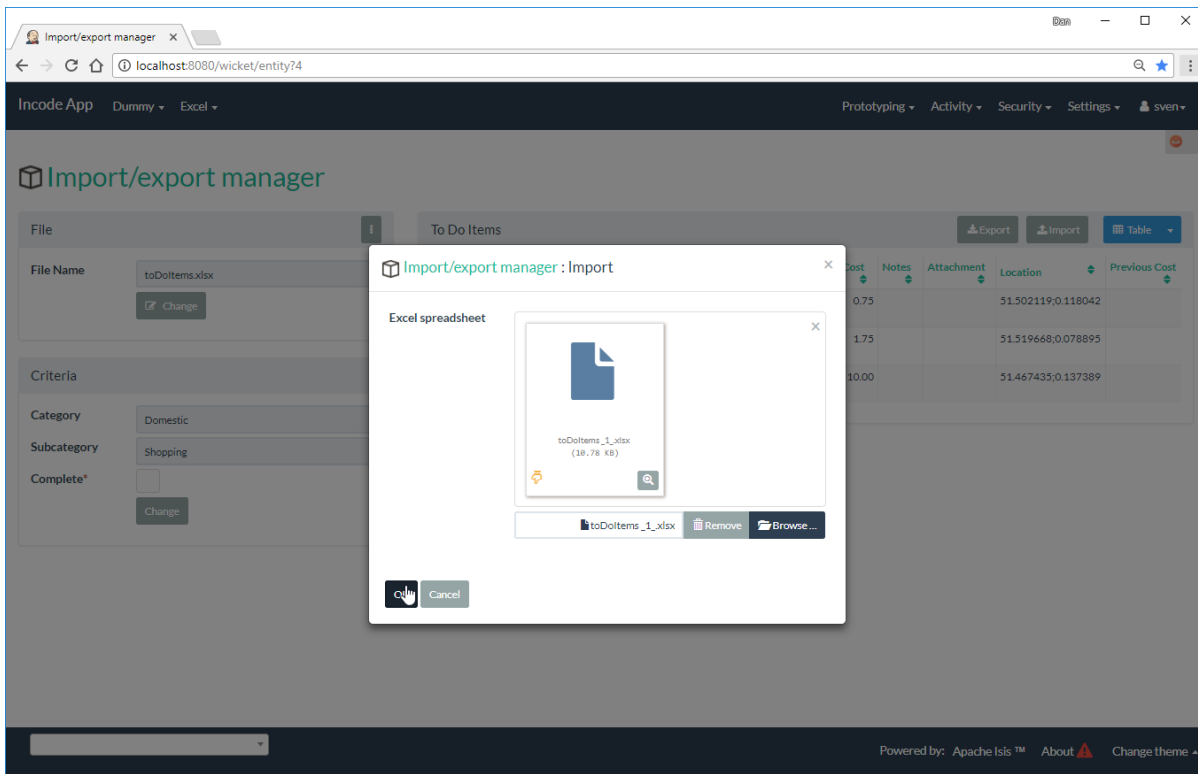 Dan
Import/export manager
localhost:8080/wicket/entity?4
Incode App Dummy Excel Prototyping Activity Security Settings sven
Import/export manager
File
File Name toDoItems.xlsx
Change
To Do Items Export Import Table
Cost Notes Attachment Location Previous Cost
0.75 51.502119;0.118042
1.75 51.519668;0.078895
10.00 51.467435;0.137389
Criteria
Category Domestic
Subcategory Shopping
Complete*
Change
Import/export manager : Import ×
Excel spreadsheet ×
toDoItems_1_.xlsx
(10.78 KB)
toDoItems_1_.xlsx Remove Browse ...
Cancel
Powered by: Apache Isis ™ About Change theme